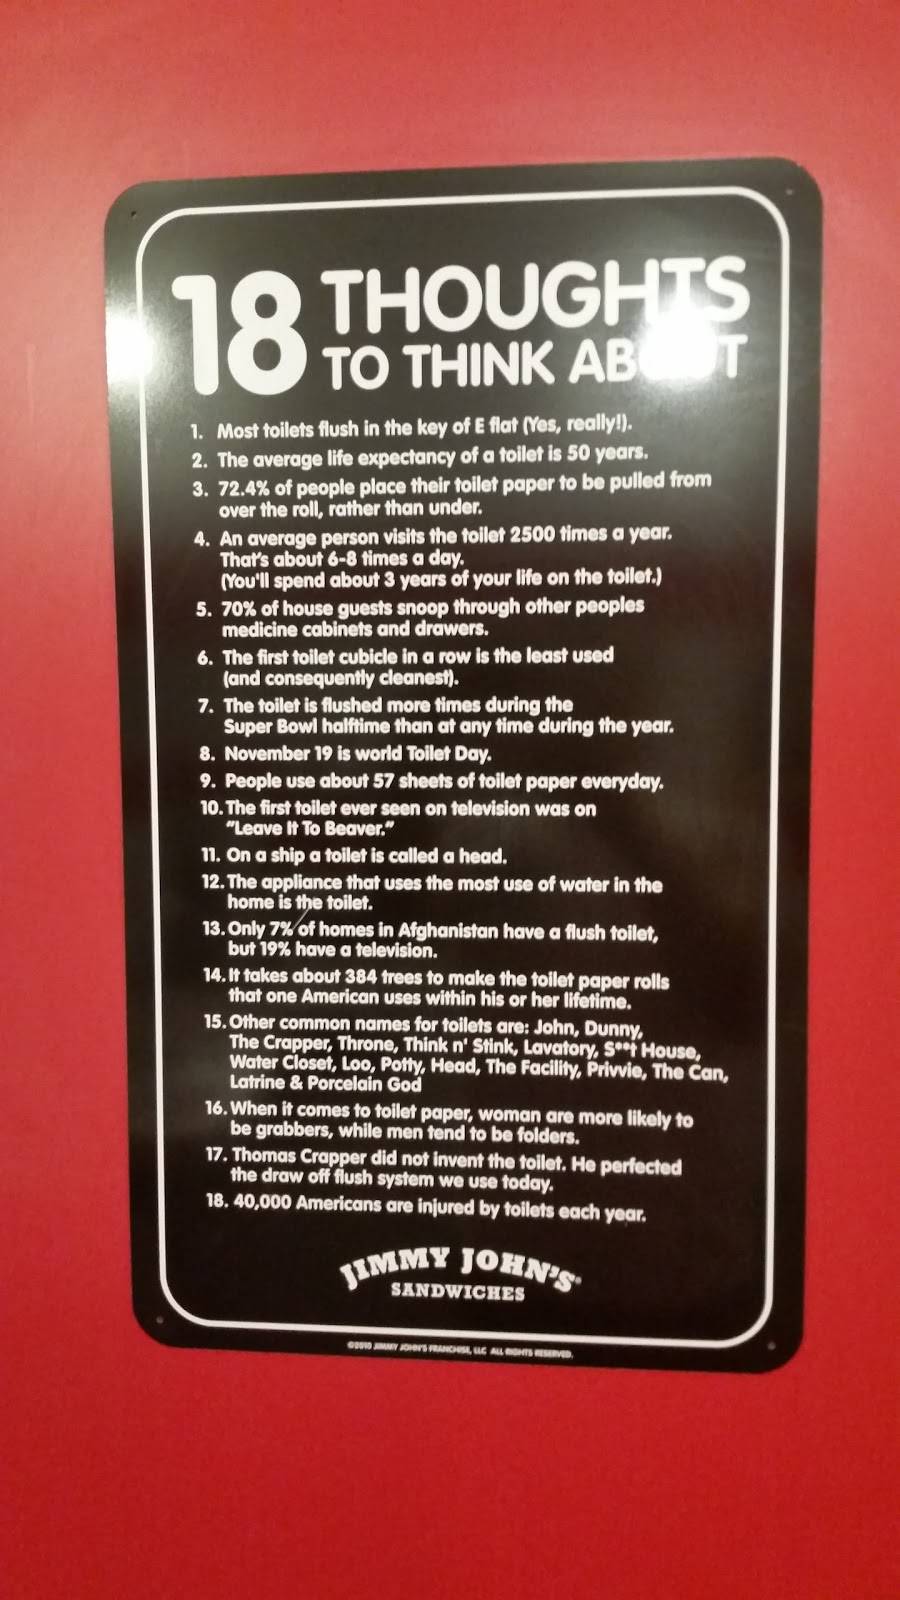 18 THOUGHTS
TO THINK ABOUT
1. Most toilets flush in the key of E flat (Yes, really!).
2. The average life expectancy of a toilet is 50 years.
3. 72.4% of people place their toilet paper to be pulled from
over the roll, rather than under.
4. An average person visits the toilet 2500 times a year.
That's about 6-8 times a day.
(You'll spend about 3 years of your life on the toilet.)
5. 70% of house guests snoop through other peoples
medicine cabinets and drawers.
6. The first toilet cubicle in a row is the least used
(and consequently cleanest).
7. The toilet is flushed more times during the
Super Bowl halftime than at any time during the year.
8. November 19 is world Toilet Day.
9. People use about 57 sheets of toilet paper everyday.
10. The first toilet ever seen on television was on
"Leave It To Beaver."
11. On a ship a toilet is called a head.
12. The appliance that uses the most use of water in the
home is the toilet.
13. Only 7% of homes in Afghanistan have a flush toilet,
but 19% have a television.
14. It takes about 384 trees to make the toilet paper rolls
that one American uses within his or her lifetime.
15. Other common names for toilets are: John, Dunny,
The Crapper, Throne, Think n' Stink, Lavatory, S**t House,
Water Closet, Loo, Potty, Head, The Facility, Privvie, The Can,
Latrine & Porcelain God
16. When it comes to toilet paper, woman are more likely to
be grabbers, while men tend to be folders.
17. Thomas Crapper did not invent the toilet. He perfected
the draw off flush system we use today.
18. 40,000 Americans are injured by toilets each year.
JIMMY JOHN'S®
SANDWICHES
©2010 JIMMY JOHN'S FRANCHISE, LLC ALL RIGHTS RESERVED.